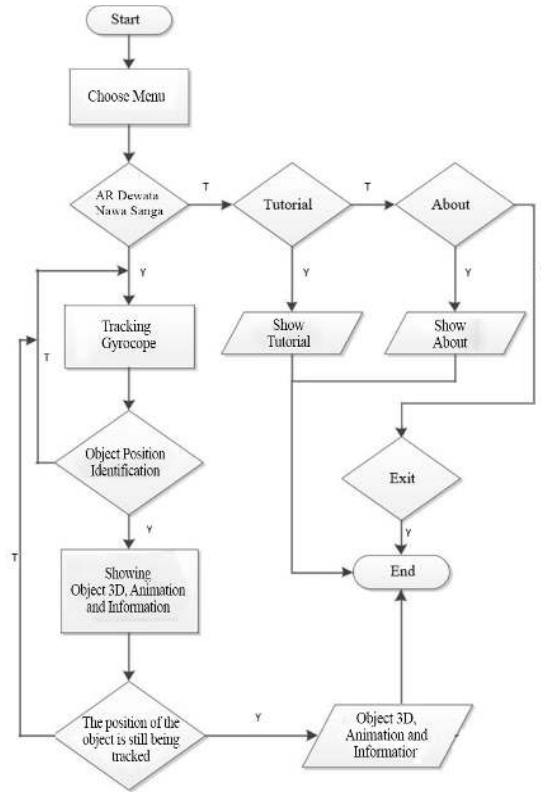 Start
Choose Menu
AR Dewata
Nawa Sanga
T
Tutorial
T
About
Y
Y
Y
Tracking
Gyrocope
Show
Tutorial
Show
About
T
Object Position
Identification
Exit
Y
Y
T
Showing
Object 3D, Animation
and Information
End
The position of the
object is still being
tracked
Y
Object 3D,
Animation and
Informatior